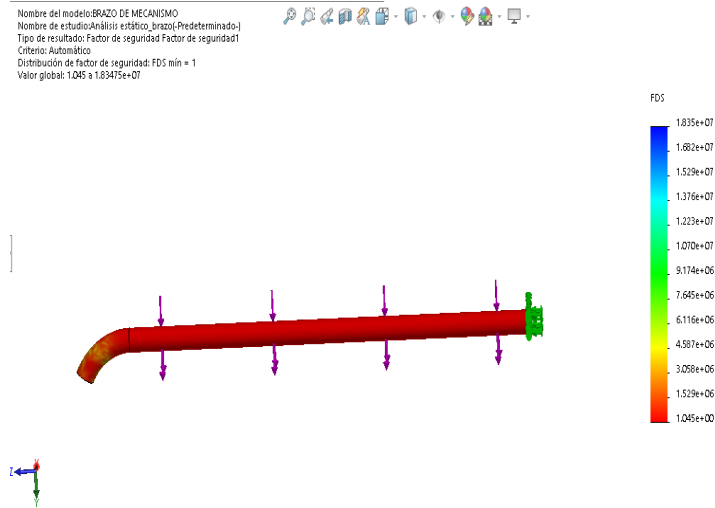 Nombre del modelo:BRAZO DE MECANISMO
Nombre de estudio:Análisis estático_brazo(-Predeterminado-)
Tipo de resultado: Factor de seguridad Factor de seguridad1
Criterio: Automático
Distribución de factor de seguridad: FDS mín = 1
Valor global: 1.045 a 1.83475e+07
FDS
1.835e+07
1.682e+07
1.529e+07
1.376e+07
1.223e+07
1.070e+07
9.174e+06
7.645e+06
6.116e+06
4.587e+06
3.058e+06
1.529e+06
1.045e+00
Z
X
Y